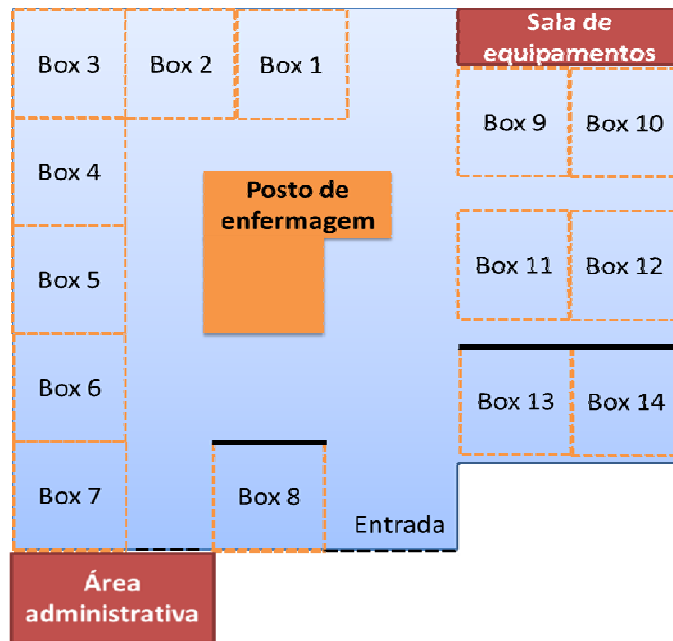 Sala de
equipamentos
Box 3
Box 2
Box 1
Box 9
Box 10
Box 4
Posto de
enfermagem
Box 5
Box 11
Box 12
Box 6
Box 13
Box 14
Box 7
Box 8
Entrada
Área
administrativa